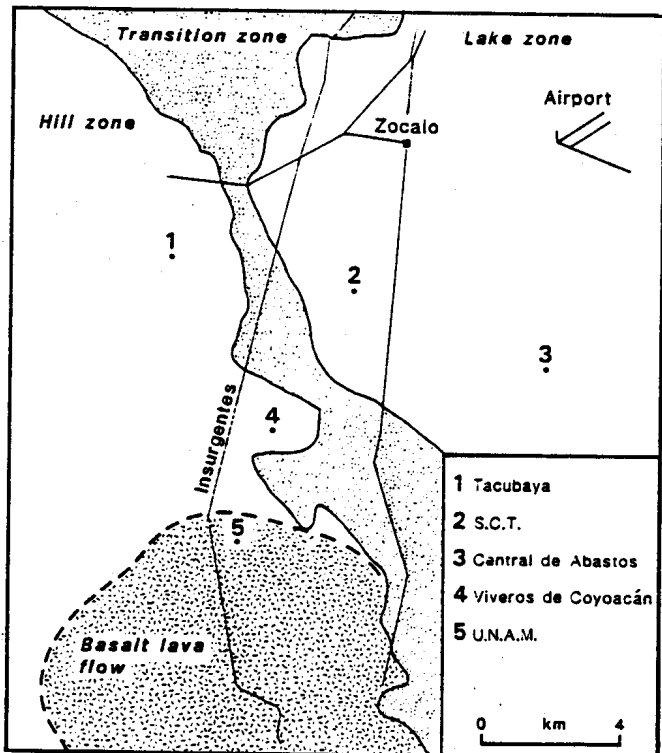 Transition zone
Lake zone
Airport
Hill zone
Zocalo
1
2
3
Insurgentes
4
5
Basalt lava
flow
1 Tacubaya
2 S.C.T.
3 Central de Abastos
4 Viveros de Coyoacán
5 U.N.A.M.
0 km 4